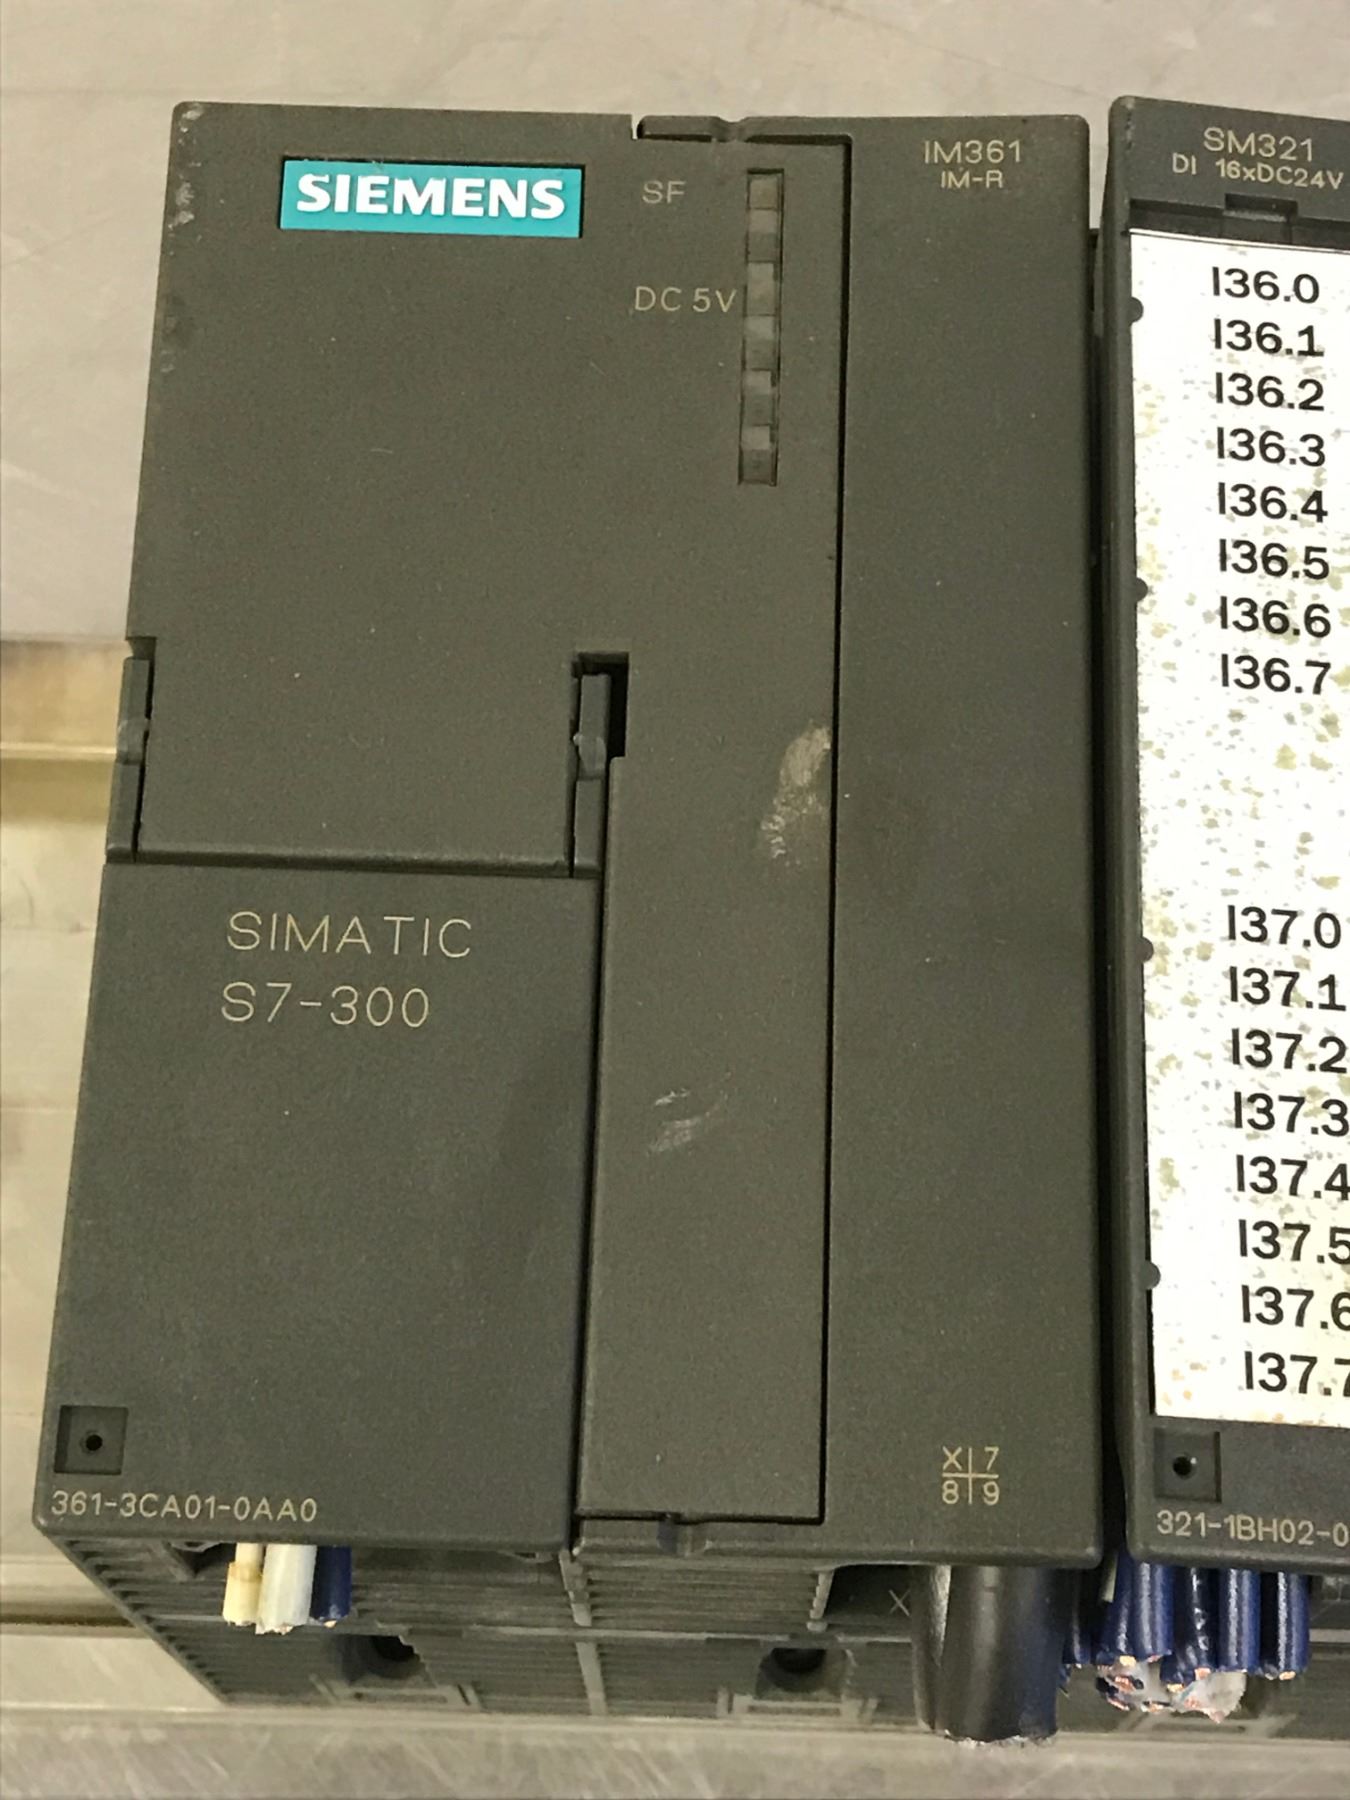 SIEMENS
SF
DC 5V
IM361
IM-R
SIMATIC
S7-300
361-3CA01-0AA0
X 7
8 9
X
SM321
DI 16xDC24V
I36.0
I36.1
I36.2
I36.3
I36.4
I36.5
I36.6
I36.7
I37.0
I37.1
I37.2
I37.3
I37.4
I37.5
I37.6
I37.7
321-1BH02-0